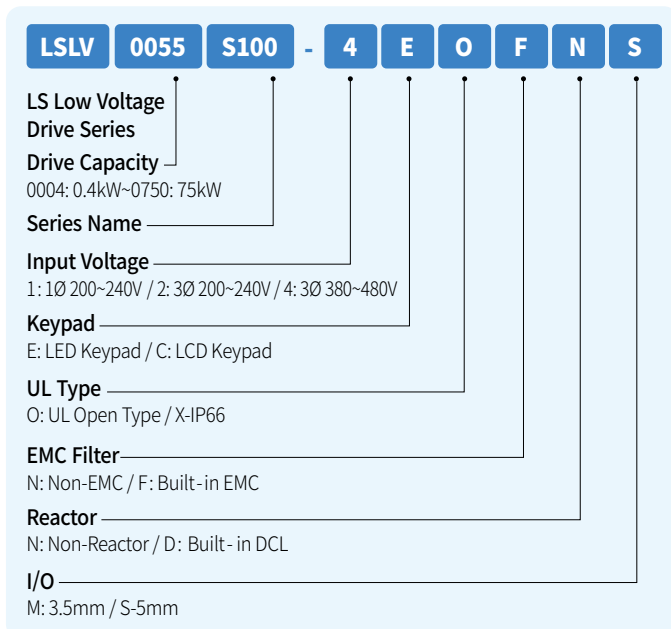 LSLV 0055 S100 - 4 E O F N S
LS Low Voltage
Drive Series
Drive Capacity
0004: 0.4kW~0750: 75kW
Series Name
Input Voltage
1: 1Ø 200~240V / 2: 3Ø 200~240V / 4: 3Ø 380~480V
Keypad
E: LED Keypad / C: LCD Keypad
UL Type
O: UL Open Type / X-IP66
EMC Filter
N: Non-EMC / F: Built-in EMC
Reactor
N: Non-Reactor / D: Built- in DCL
I/O
M: 3.5mm / S-5mm